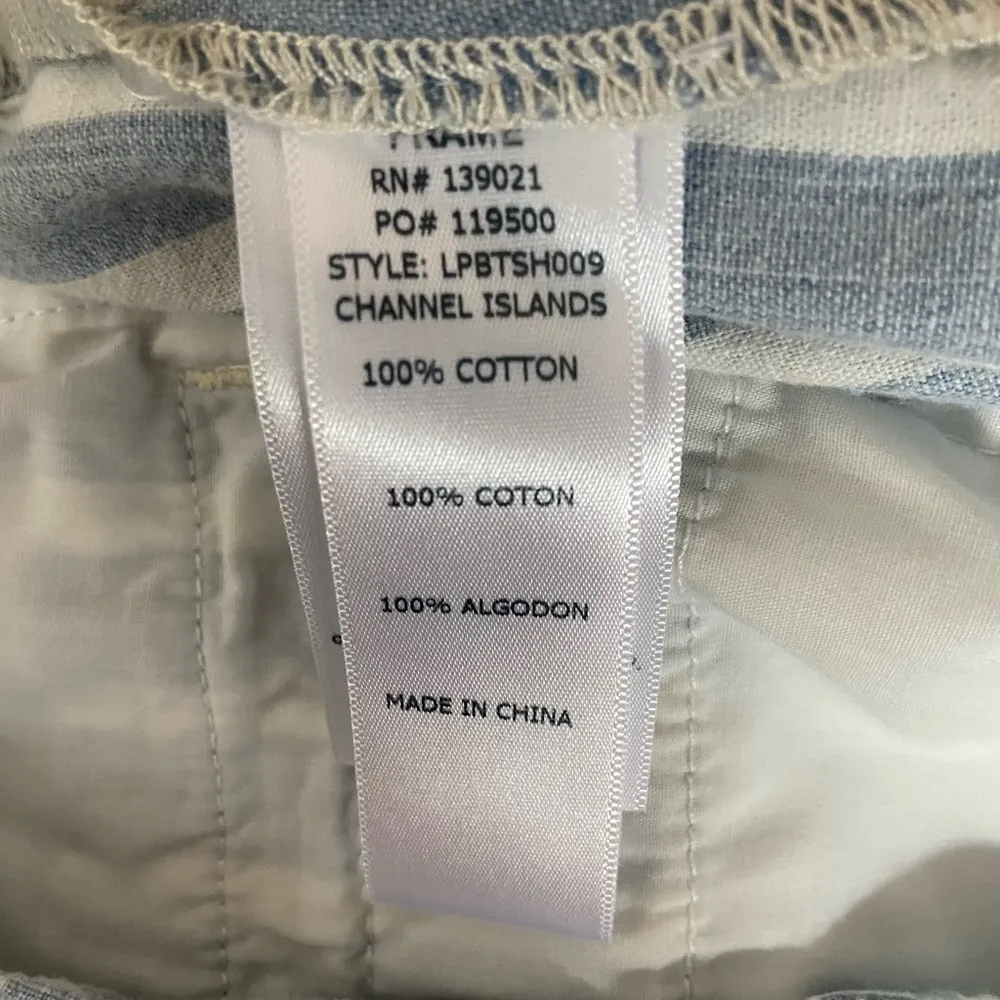 FRAME
RN# 139021
PO# 119500
STYLE: LPBTSH009
CHANNEL ISLANDS
100% COTTON
100% COTON
100% ALGODON
MADE IN CHINA